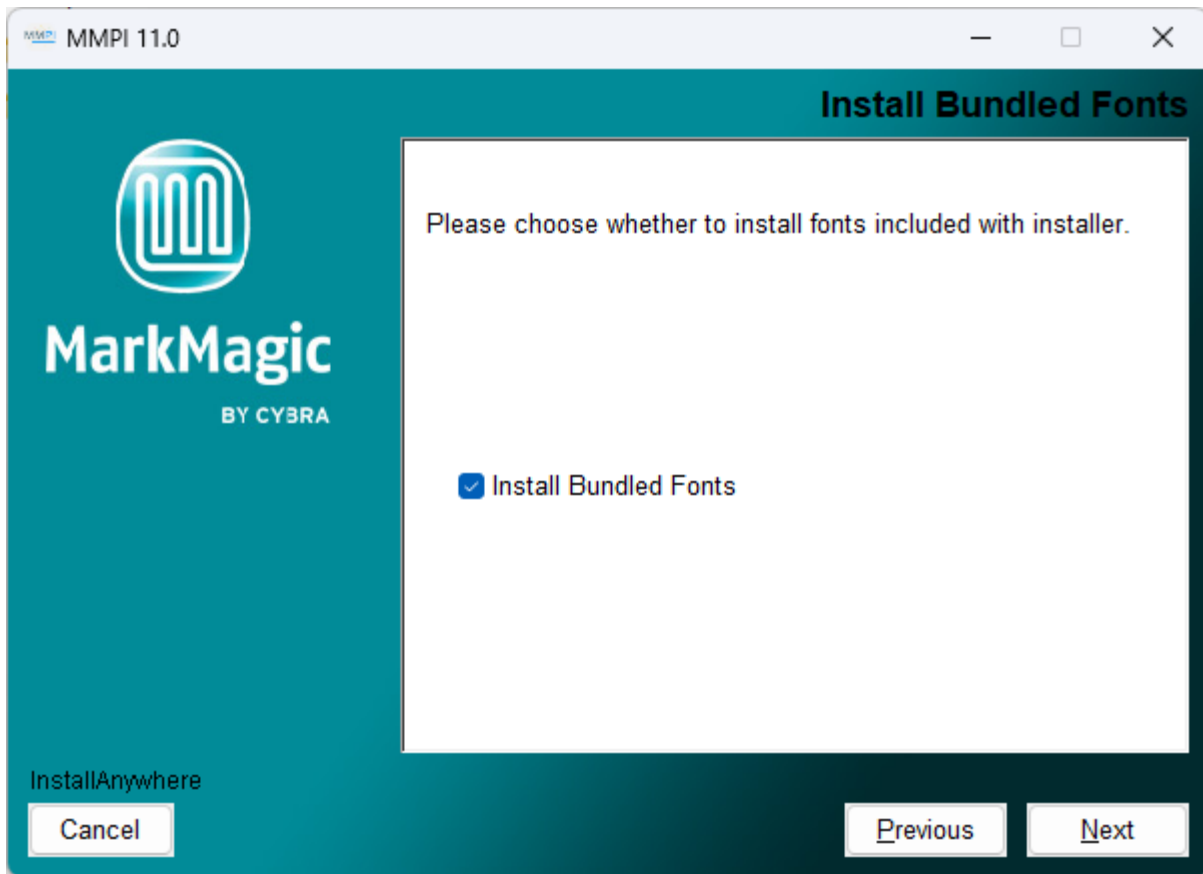 MMPI MMPI 11.0
Install Bundled Fonts
MarkMagic
BY CYBRA
Please choose whether to install fonts included with installer.
Install Bundled Fonts
InstallAnywhere
Cancel
Previous
Next